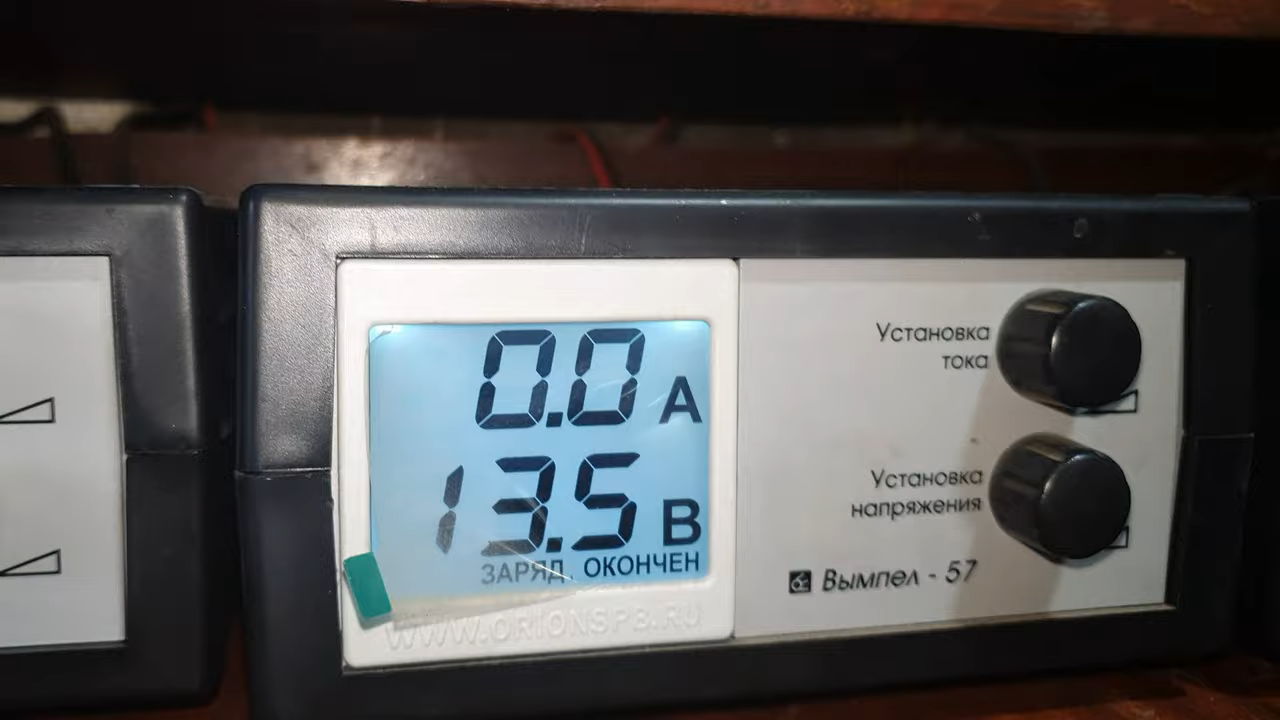 0.0 А
13.5 В
ЗАРЯД ОКОНЧЕН
WWW.ORIONSPB.RU
Установка
тока
Установка
напряжения
Вымпел - 57